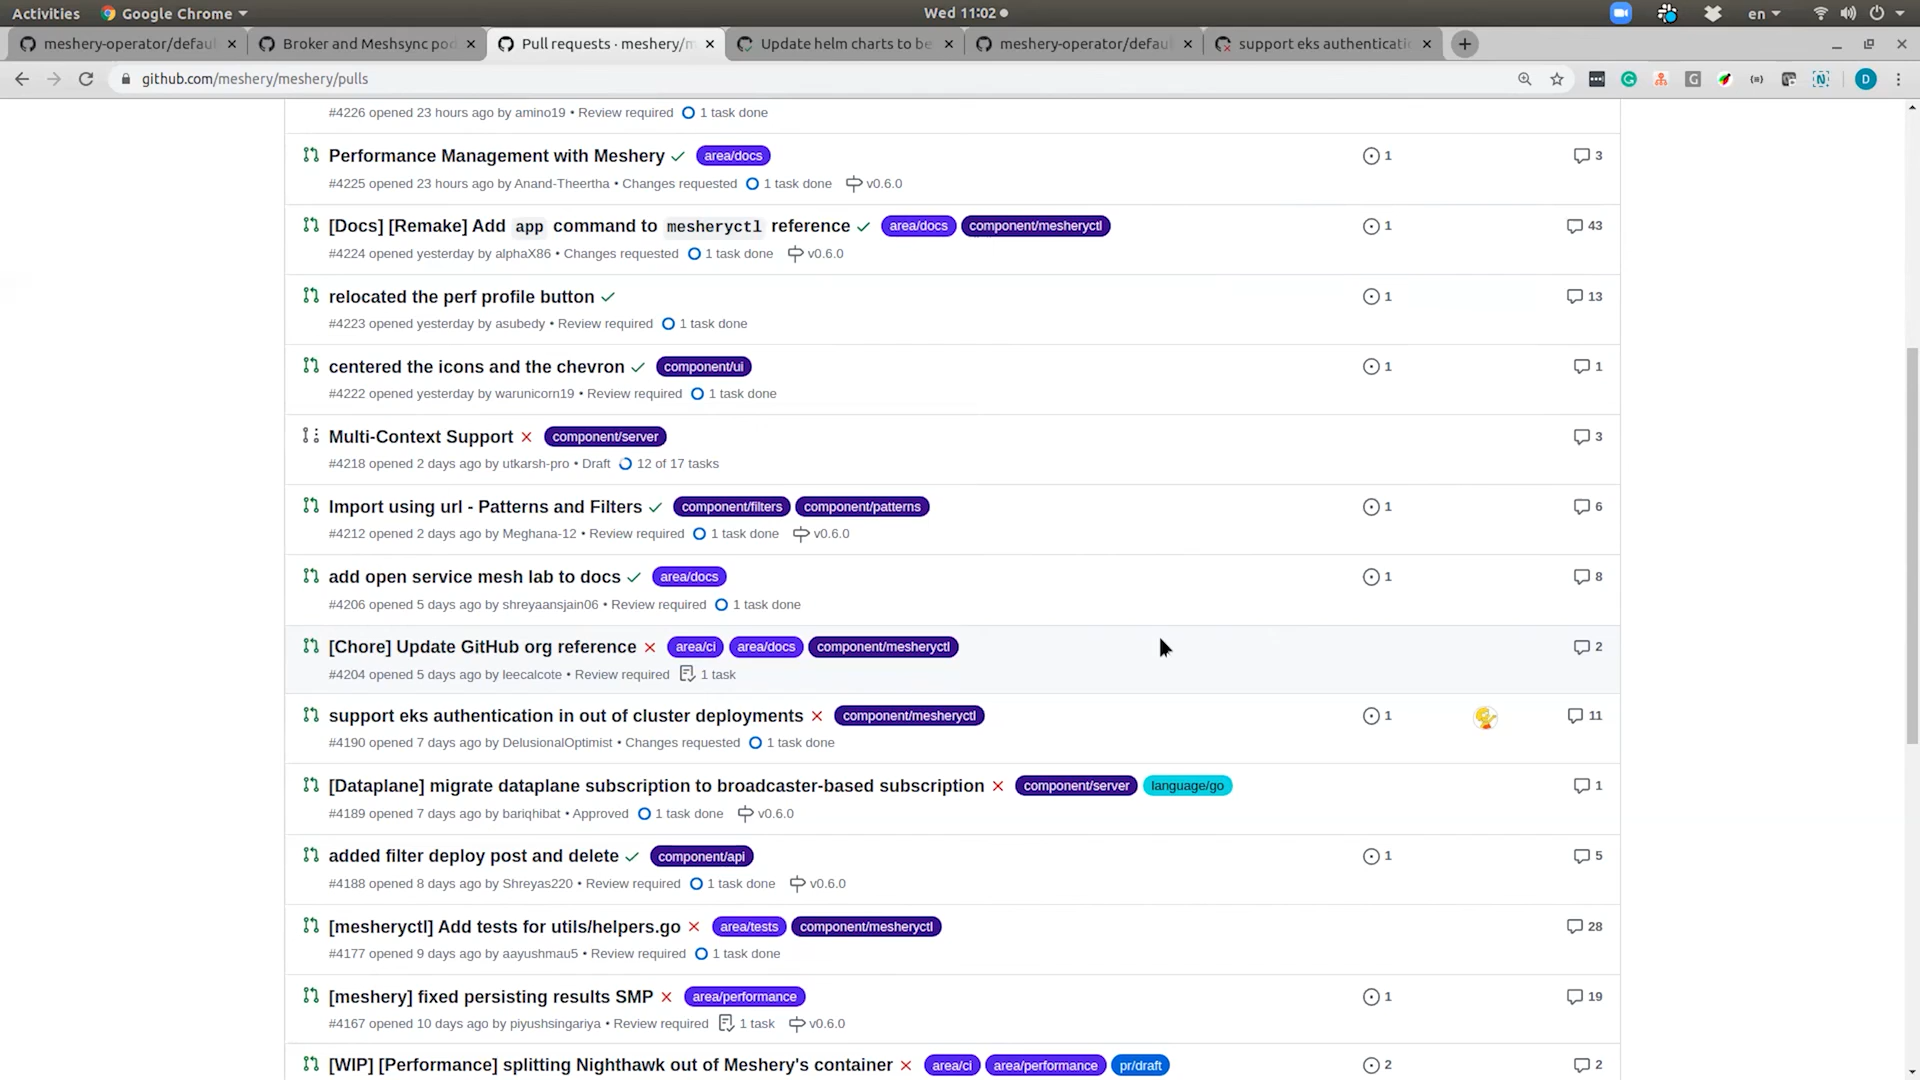 Activities Google Chrome Wed 11:02 en
meshery-operator/defau Broker and Meshsync pod Pull requests · meshery/m Update helm charts to be meshery-operator/defau support eks authenticati
github.com/meshery/meshery/pulls D
#4226 opened 23 hours ago by amino19 • Review required 1 task done
Performance Management with Meshery area/docs 1 3
#4225 opened 23 hours ago by Anand-Theertha • Changes requested 1 task done v0.6.0
[Docs] [Remake] Add app command to mesheryctl reference area/docs component/mesheryctl 1 43
#4224 opened yesterday by alphaX86 • Changes requested 1 task done v0.6.0
relocated the perf profile button 1 13
#4223 opened yesterday by asubedy • Review required 1 task done
centered the icons and the chevron component/ui 1 1
#4222 opened yesterday by warunicorn19 • Review required 1 task done
Multi-Context Support component/server 3
#4218 opened 2 days ago by utkarsh-pro • Draft 12 of 17 tasks
Import using url - Patterns and Filters component/filters component/patterns 1 6
#4212 opened 2 days ago by Meghana-12 • Review required 1 task done v0.6.0
add open service mesh lab to docs area/docs 1 8
#4206 opened 5 days ago by shreyaansjain06 • Review required 1 task done
[Chore] Update GitHub org reference area/ci area/docs component/mesheryctl 2
#4204 opened 5 days ago by leecalcote • Review required 1 task
support eks authentication in out of cluster deployments component/mesheryctl 1 11
#4190 opened 7 days ago by DelusionalOptimist • Changes requested 1 task done
[Dataplane] migrate dataplane subscription to broadcaster-based subscription component/server language/go 1
#4189 opened 7 days ago by bariqhibat • Approved 1 task done v0.6.0
added filter deploy post and delete component/api 1 5
#4188 opened 8 days ago by Shreyas220 • Review required 1 task done v0.6.0
[mesheryctl] Add tests for utils/helpers.go area/tests component/mesheryctl 28
#4177 opened 9 days ago by aayushmau5 • Review required 1 task done
[meshery] fixed persisting results SMP area/performance 1 19
#4167 opened 10 days ago by piyushsingariya • Review required 1 task v0.6.0
[WIP] [Performance] splitting Nighthawk out of Meshery's container area/ci area/performance pr/draft 2 2